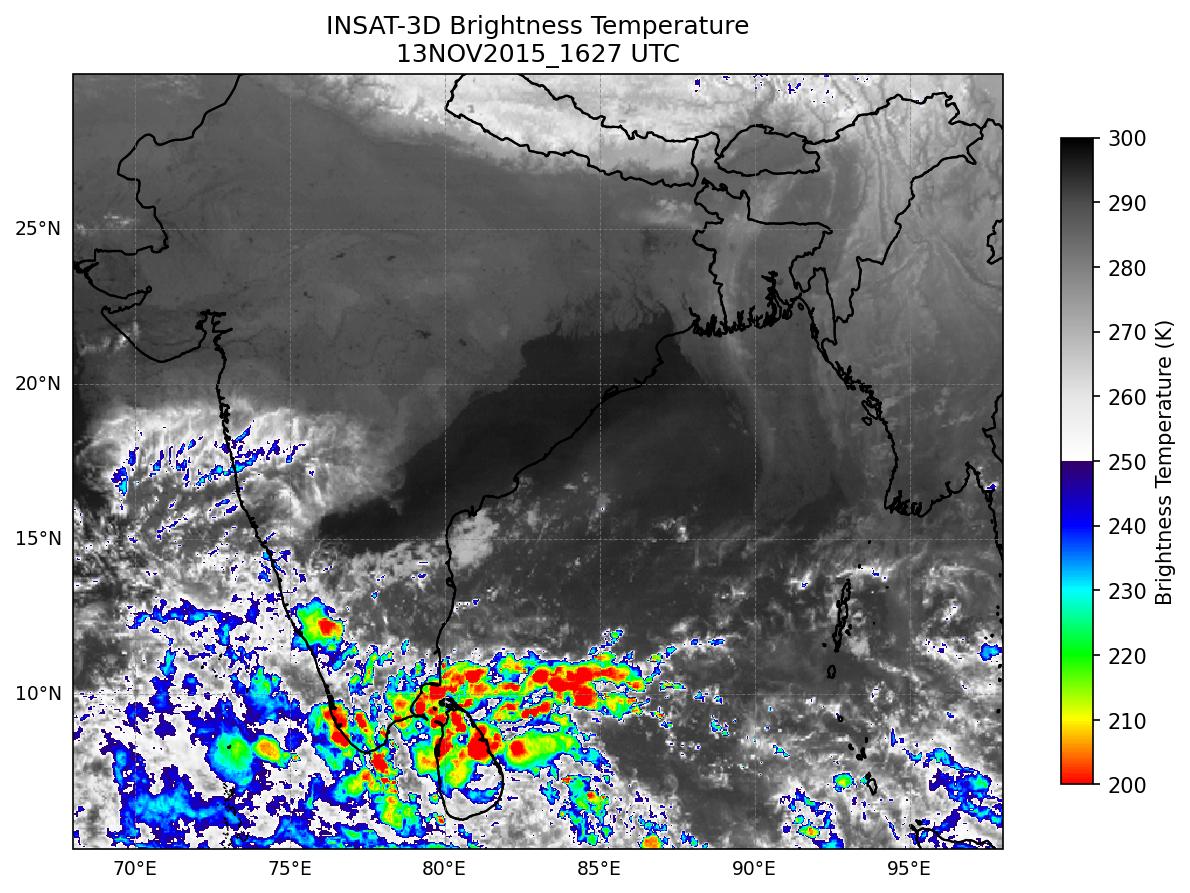 INSAT-3D Brightness Temperature
13NOV2015_1627 UTC
25°N
20°N
15°N
10°N
70°E
75°E
80°E
85°E
90°E
95°E
300
290
280
270
260
250
240
230
220
210
200
Brightness Temperature (K)